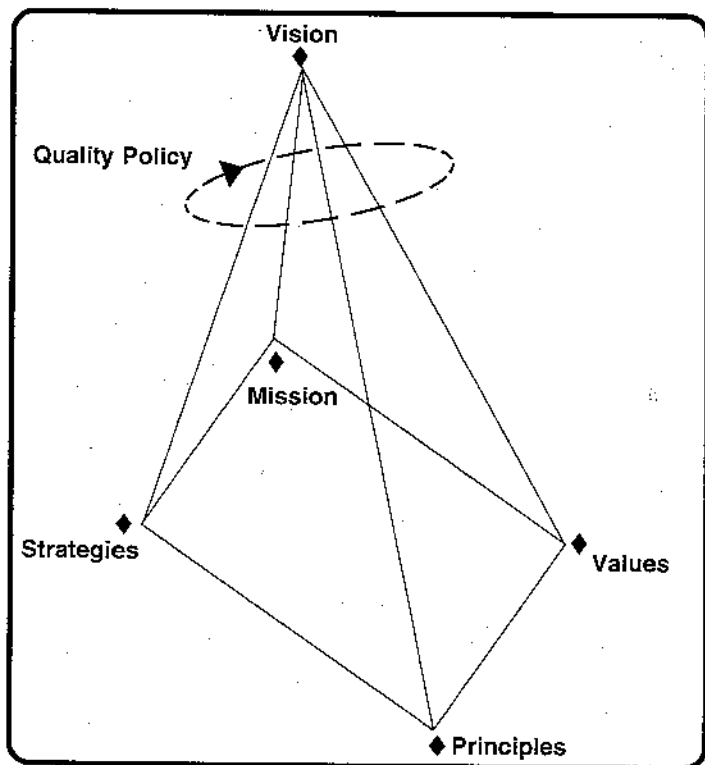 Vision
Quality Policy
Mission
Strategies
Values
Principles